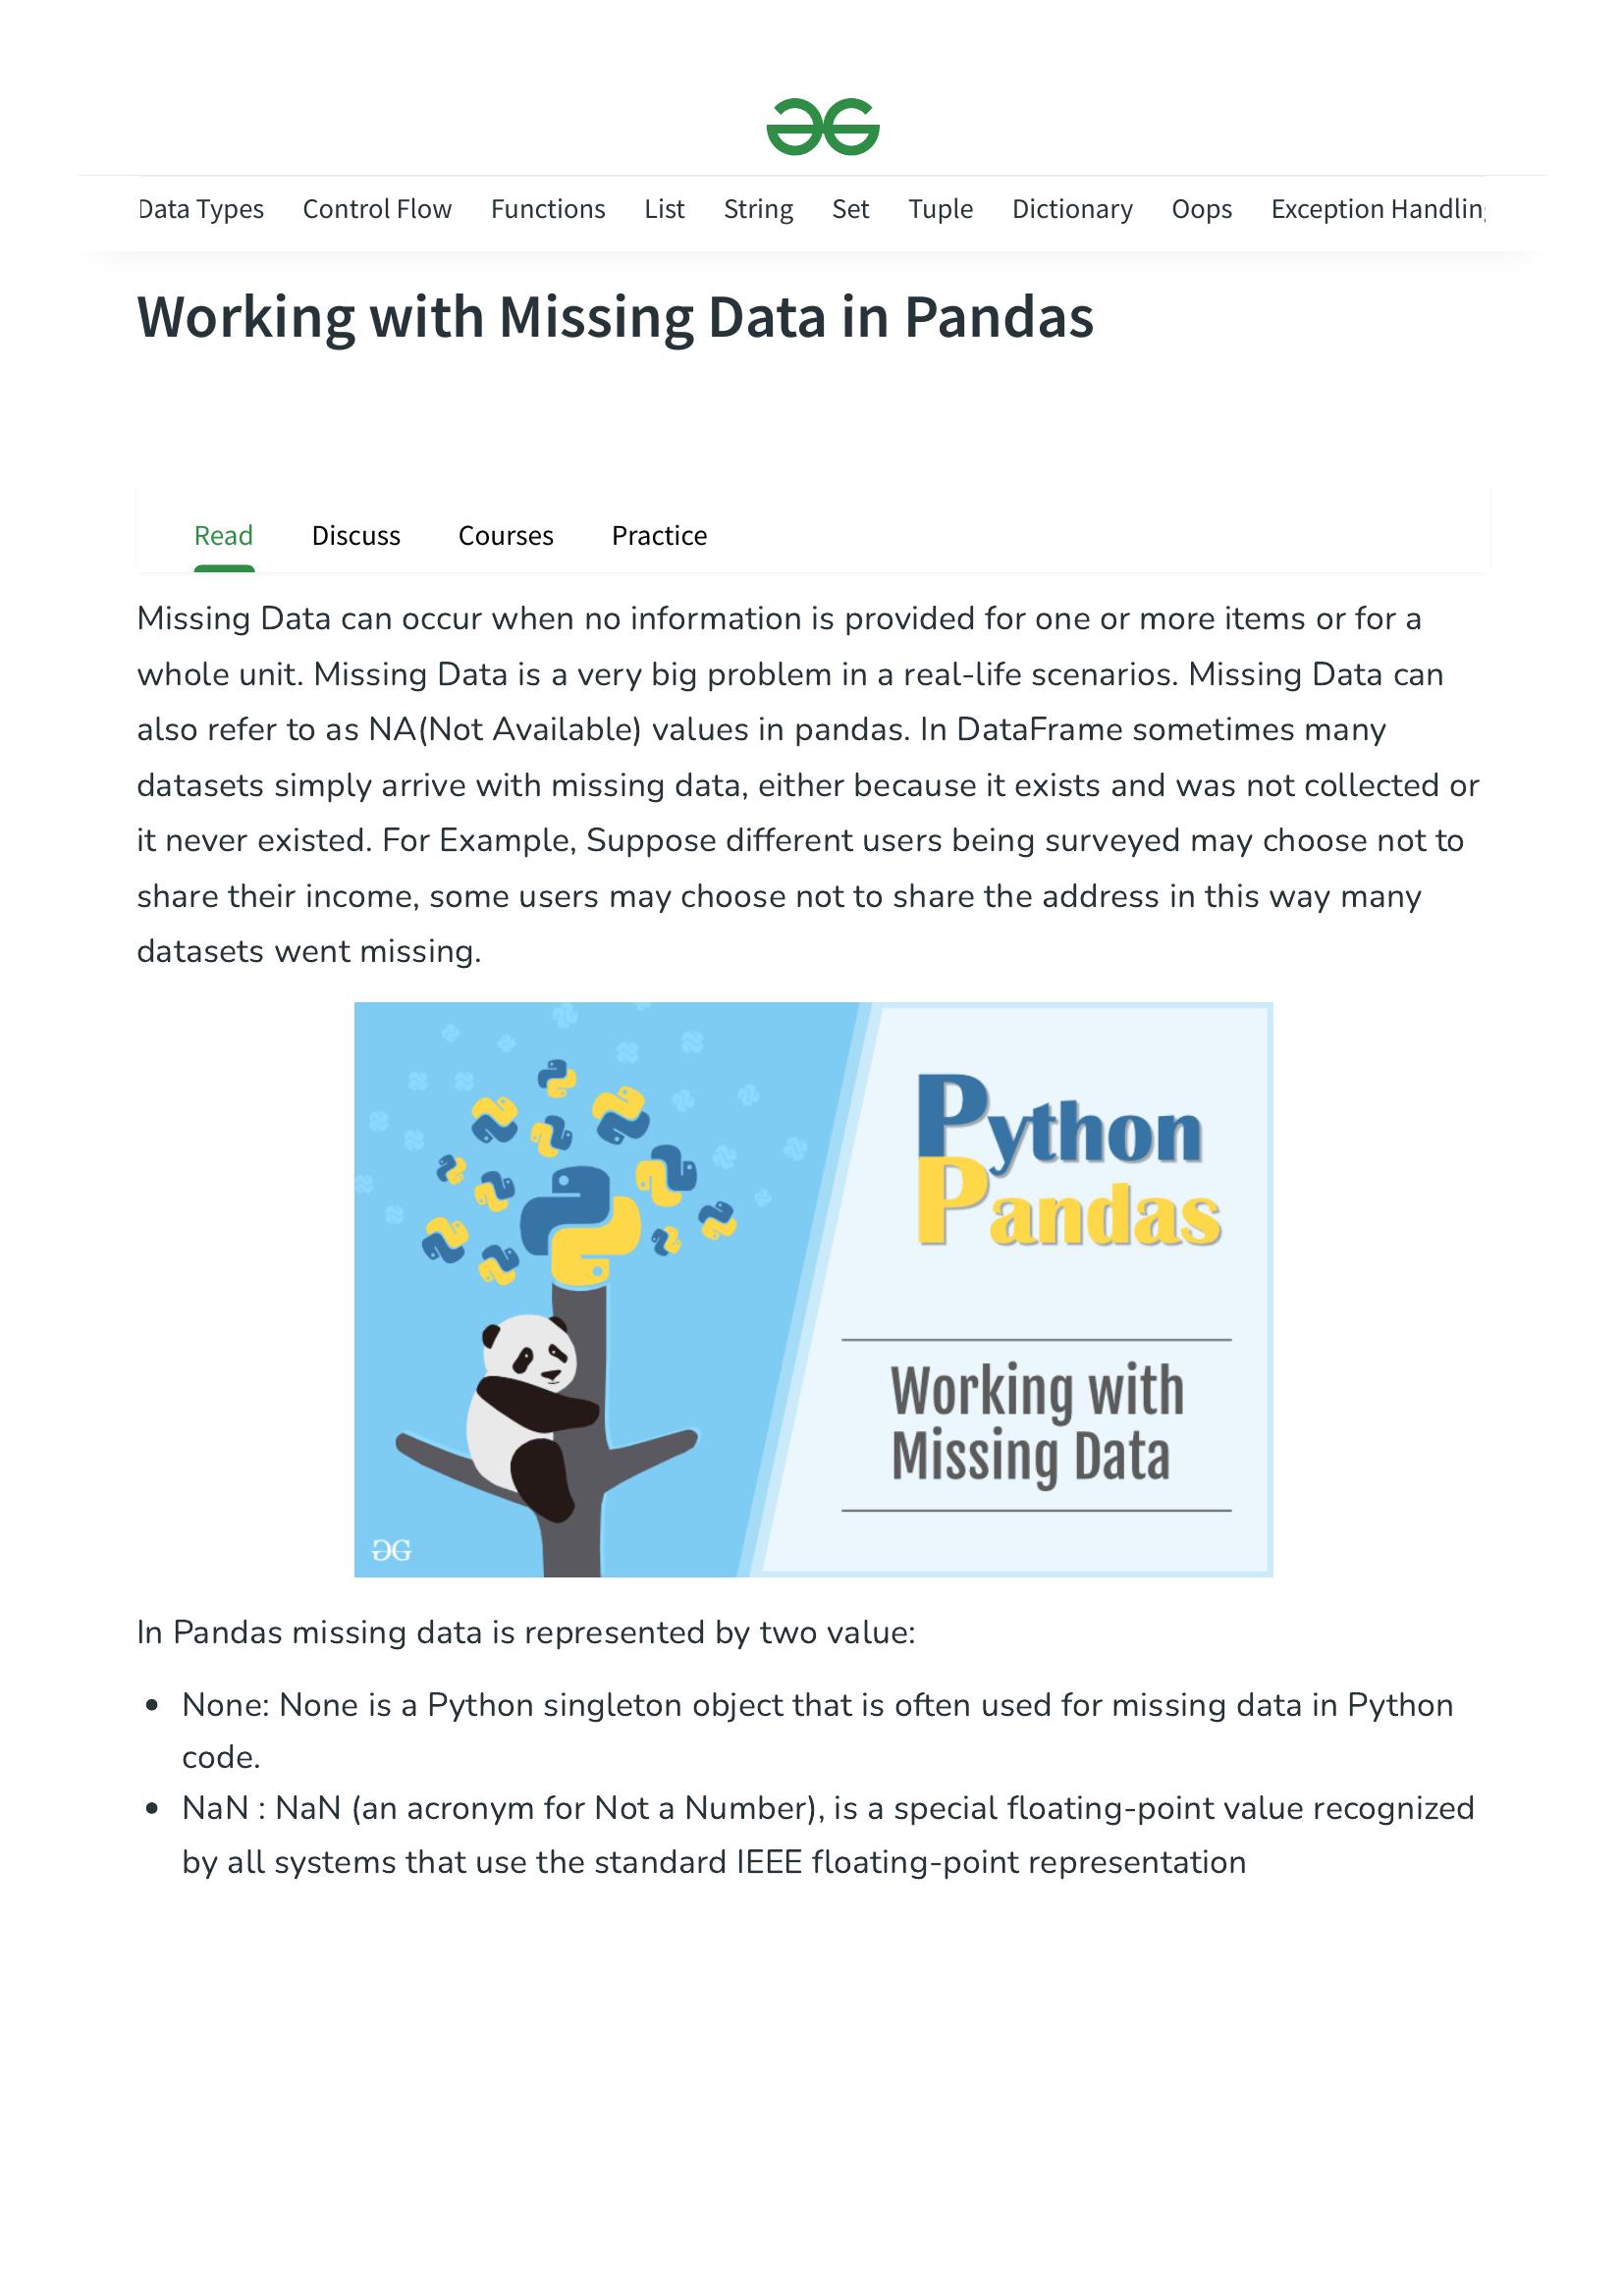 Data Types Control Flow Functions List String Set Tuple Dictionary Oops Exception Handling
Working with Missing Data in Pandas
Read Discuss Courses Practice
Missing Data can occur when no information is provided for one or more items or for a
whole unit. Missing Data is a very big problem in a real-life scenarios. Missing Data can
also refer to as NA(Not Available) values in pandas. In DataFrame sometimes many
datasets simply arrive with missing data, either because it exists and was not collected or
it never existed. For Example, Suppose different users being surveyed may choose not to
share their income, some users may choose not to share the address in this way many
datasets went missing.
Python
Pandas
Working with
Missing Data
In Pandas missing data is represented by two value:
• None: None is a Python singleton object that is often used for missing data in Python
code.
• NaN : NaN (an acronym for Not a Number), is a special floating-point value recognized
by all systems that use the standard IEEE floating-point representation